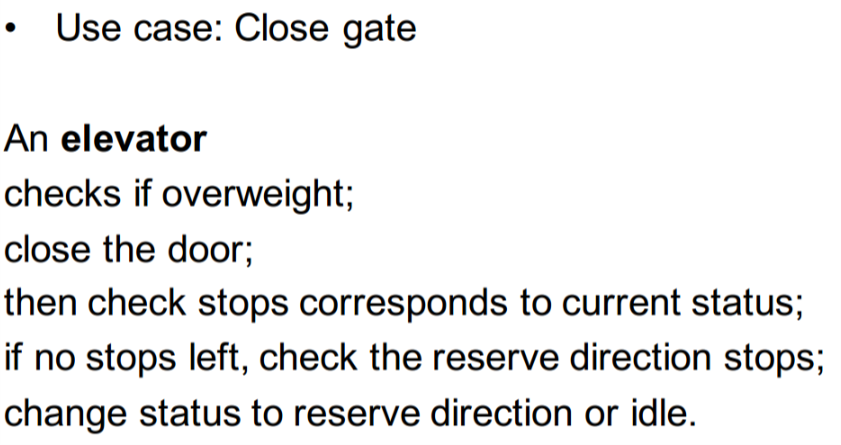 • Use case: Close gate
An elevator
checks if overweight;
close the door;
then check stops corresponds to current status;
if no stops left, check the reserve direction stops;
change status to reserve direction or idle.